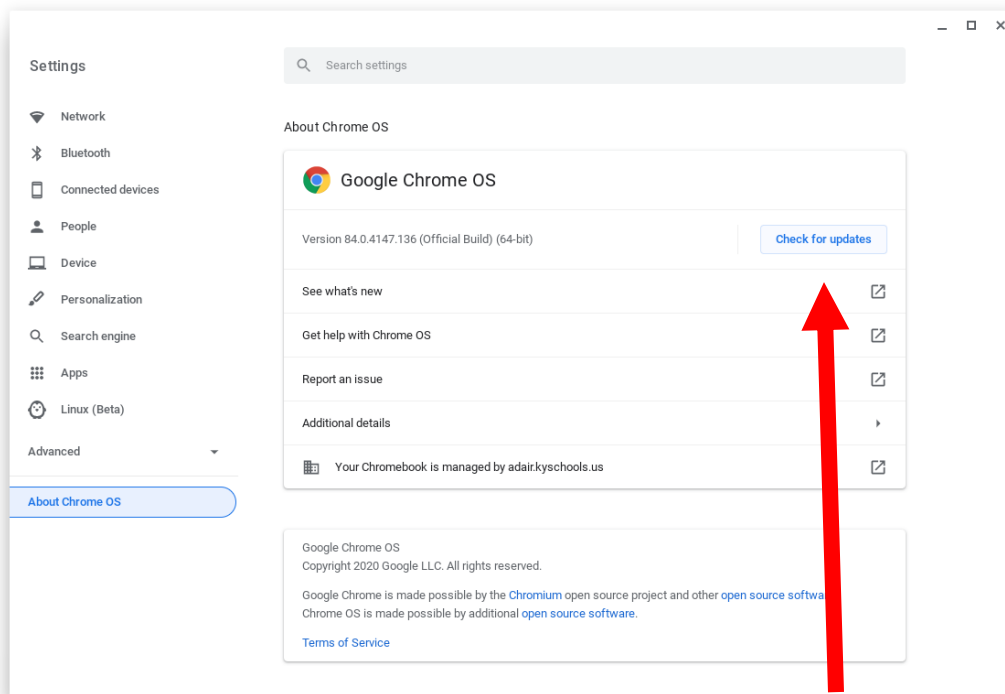 Settings
Search settings
Network
Bluetooth
Connected devices
People
Device
Personalization
Search engine
Apps
Linux (Beta)
Advanced
About Chrome OS
About Chrome OS
Google Chrome OS
Version 84.0.4147.136 (Official Build) (64-bit)
Check for updates
See what's new
Get help with Chrome OS
Report an issue
Additional details
Your Chromebook is managed by adair.kyschools.us
Google Chrome OS
Copyright 2020 Google LLC. All rights reserved.
Google Chrome is made possible by the Chromium open source project and other open source
Chrome OS is made possible by additional open source software.
Terms of Service